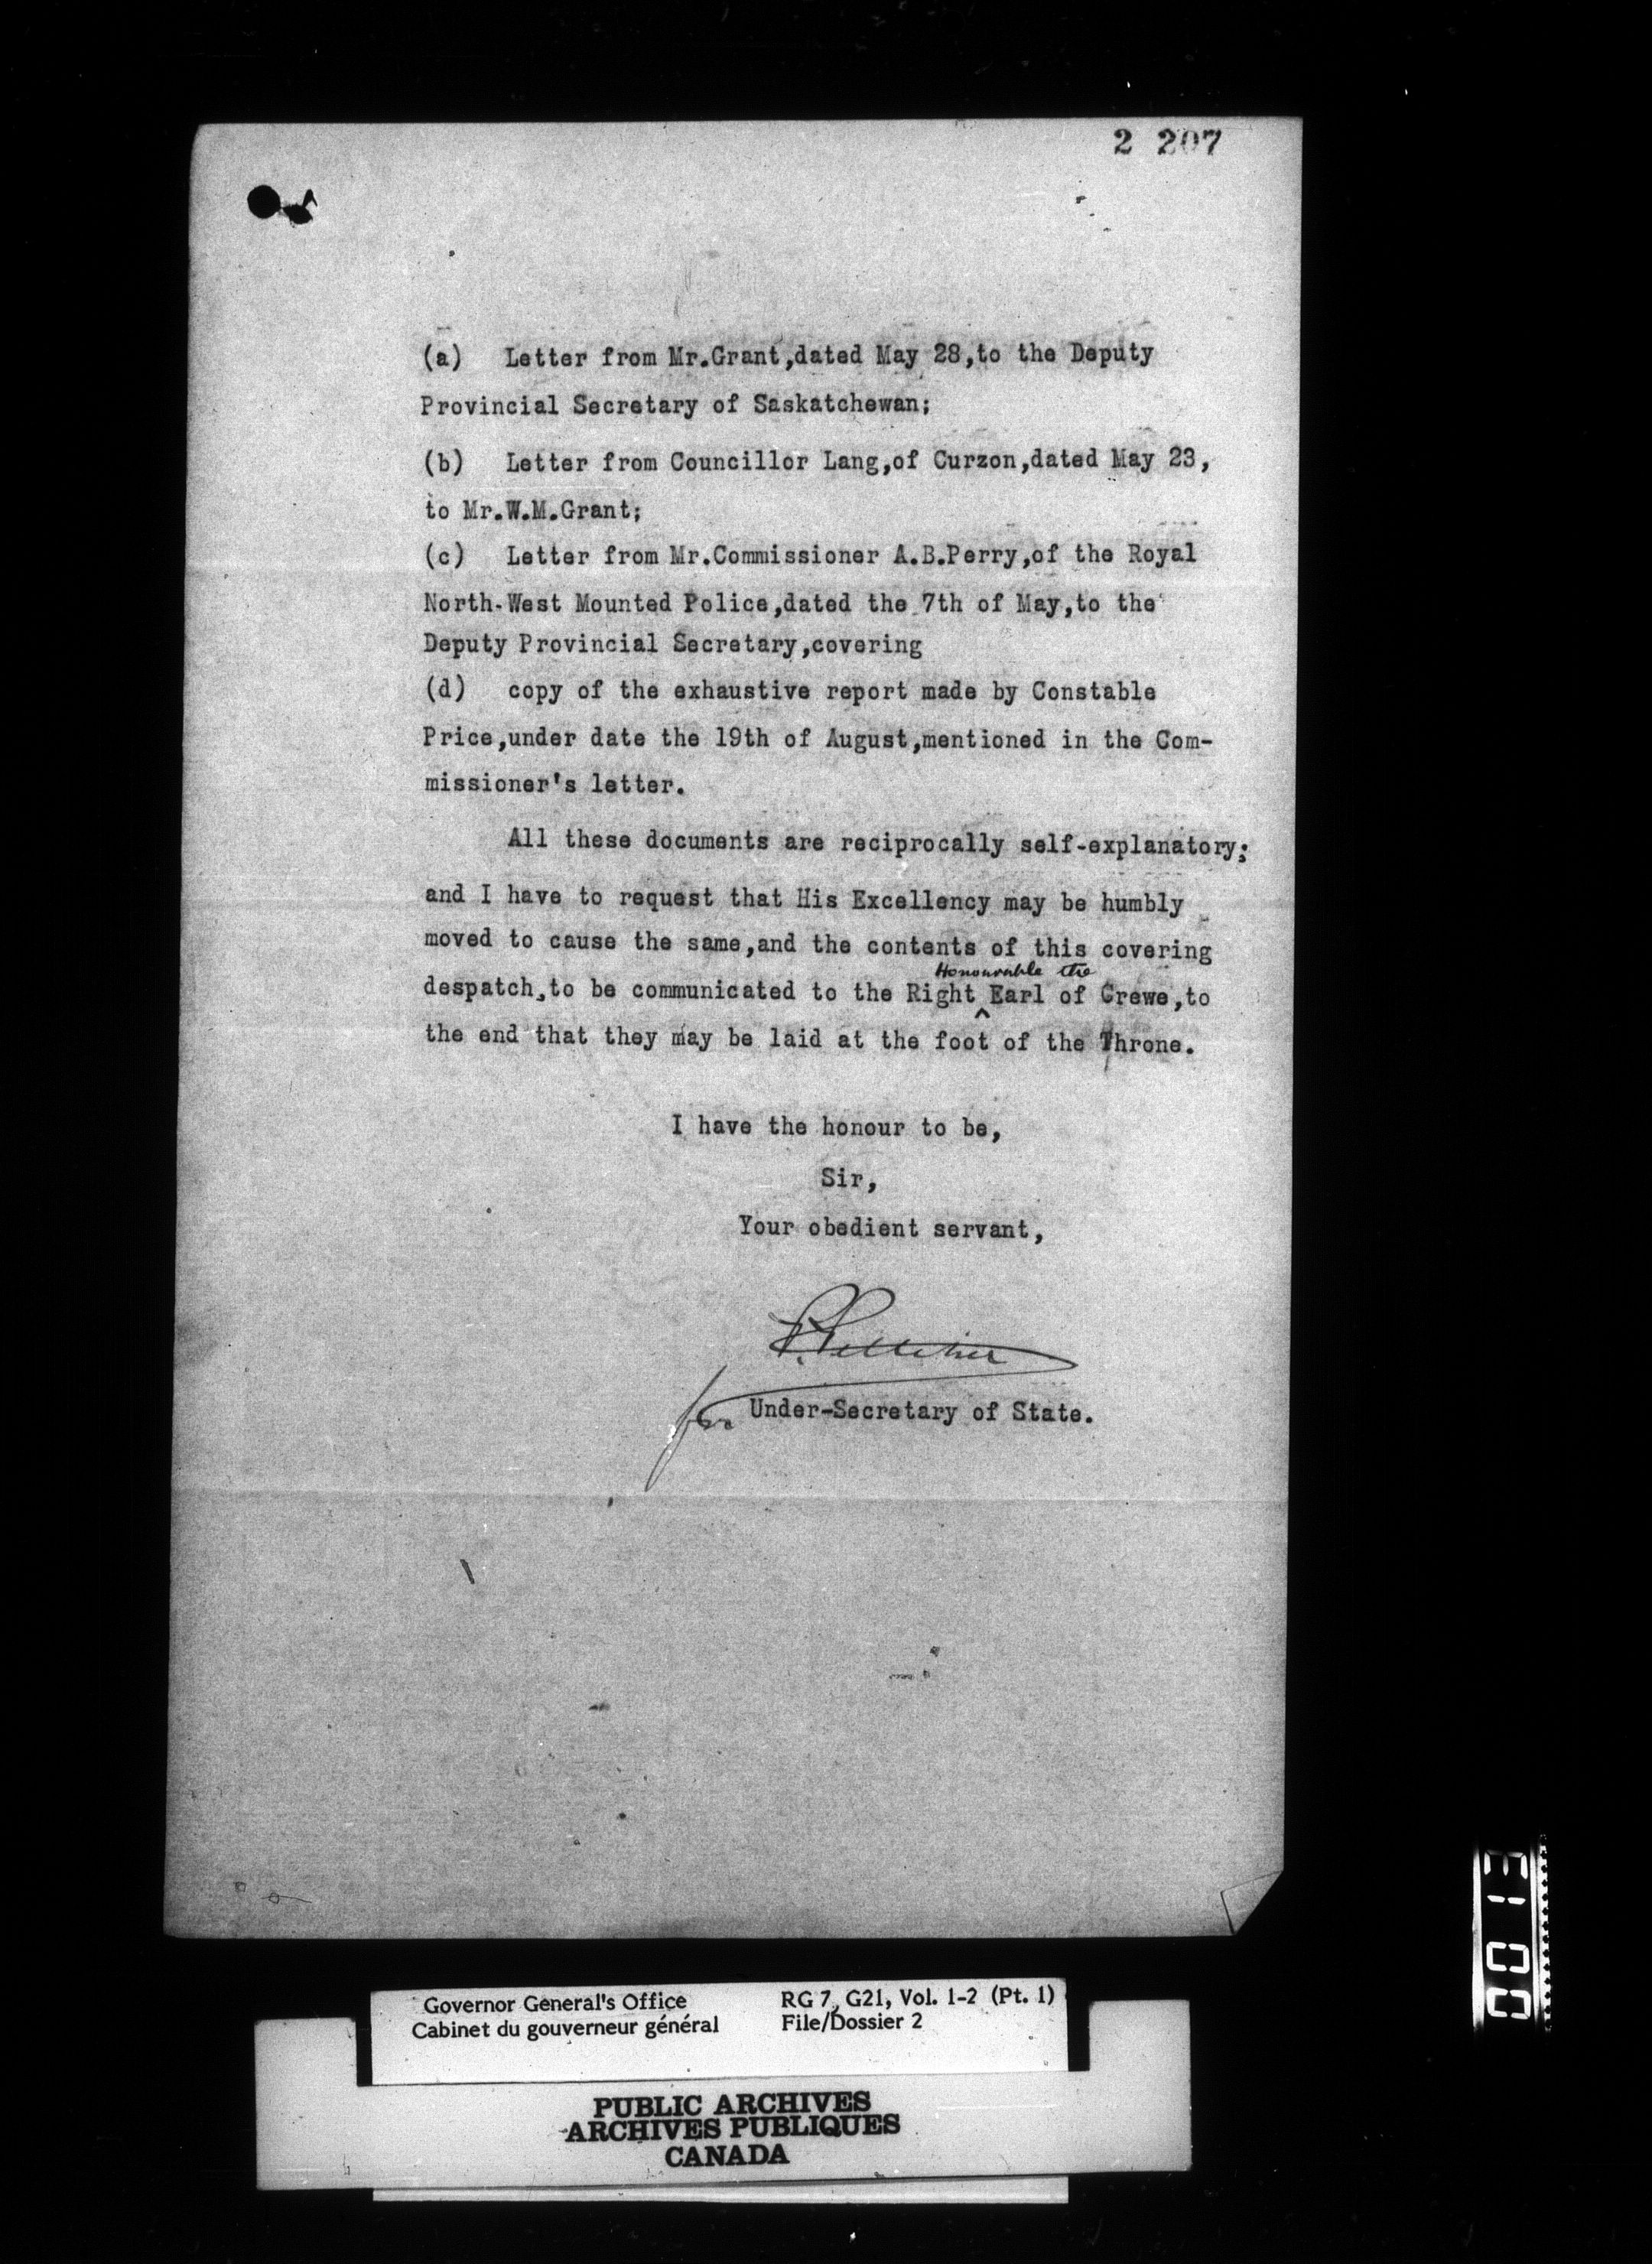 2 207
(a) Letter from Mr.Grant,dated May 28,to the Deputy
Provincial Secretary of Saskatchewan;
(b) Letter from Councillor Lang,of Curzon,dated May 23,
to Mr.W.M.Grant;
(c) Letter from Mr.Commissioner A.B.Perry,of the Royal
North-West Mounted Police,dated the 7th of May,to the
Deputy Provincial Secretary,covering
(d) copy of the exhaustive report made by Constable
Price,under date the 19th of August,mentioned in the Com-
missioner's letter.
All these documents are reciprocally self-explanatory;
and I have to request that His Excellency may be humbly
moved to cause the same,and the contents of this covering
Honourable the
despatch,to be communicated to the Right ^ Earl of Crewe,to
the end that they may be laid at the foot of the Throne.
I have the honour to be,
Sir,
Your obedient servant,
P. Pelletier
for Under-Secretary of State.
Governor General's Office
Cabinet du gouverneur général
RG 7, G21, Vol. 1-2 (Pt. 1)
File/Dossier 2
PUBLIC ARCHIVES
ARCHIVES PUBLIQUES
CANADA
0013